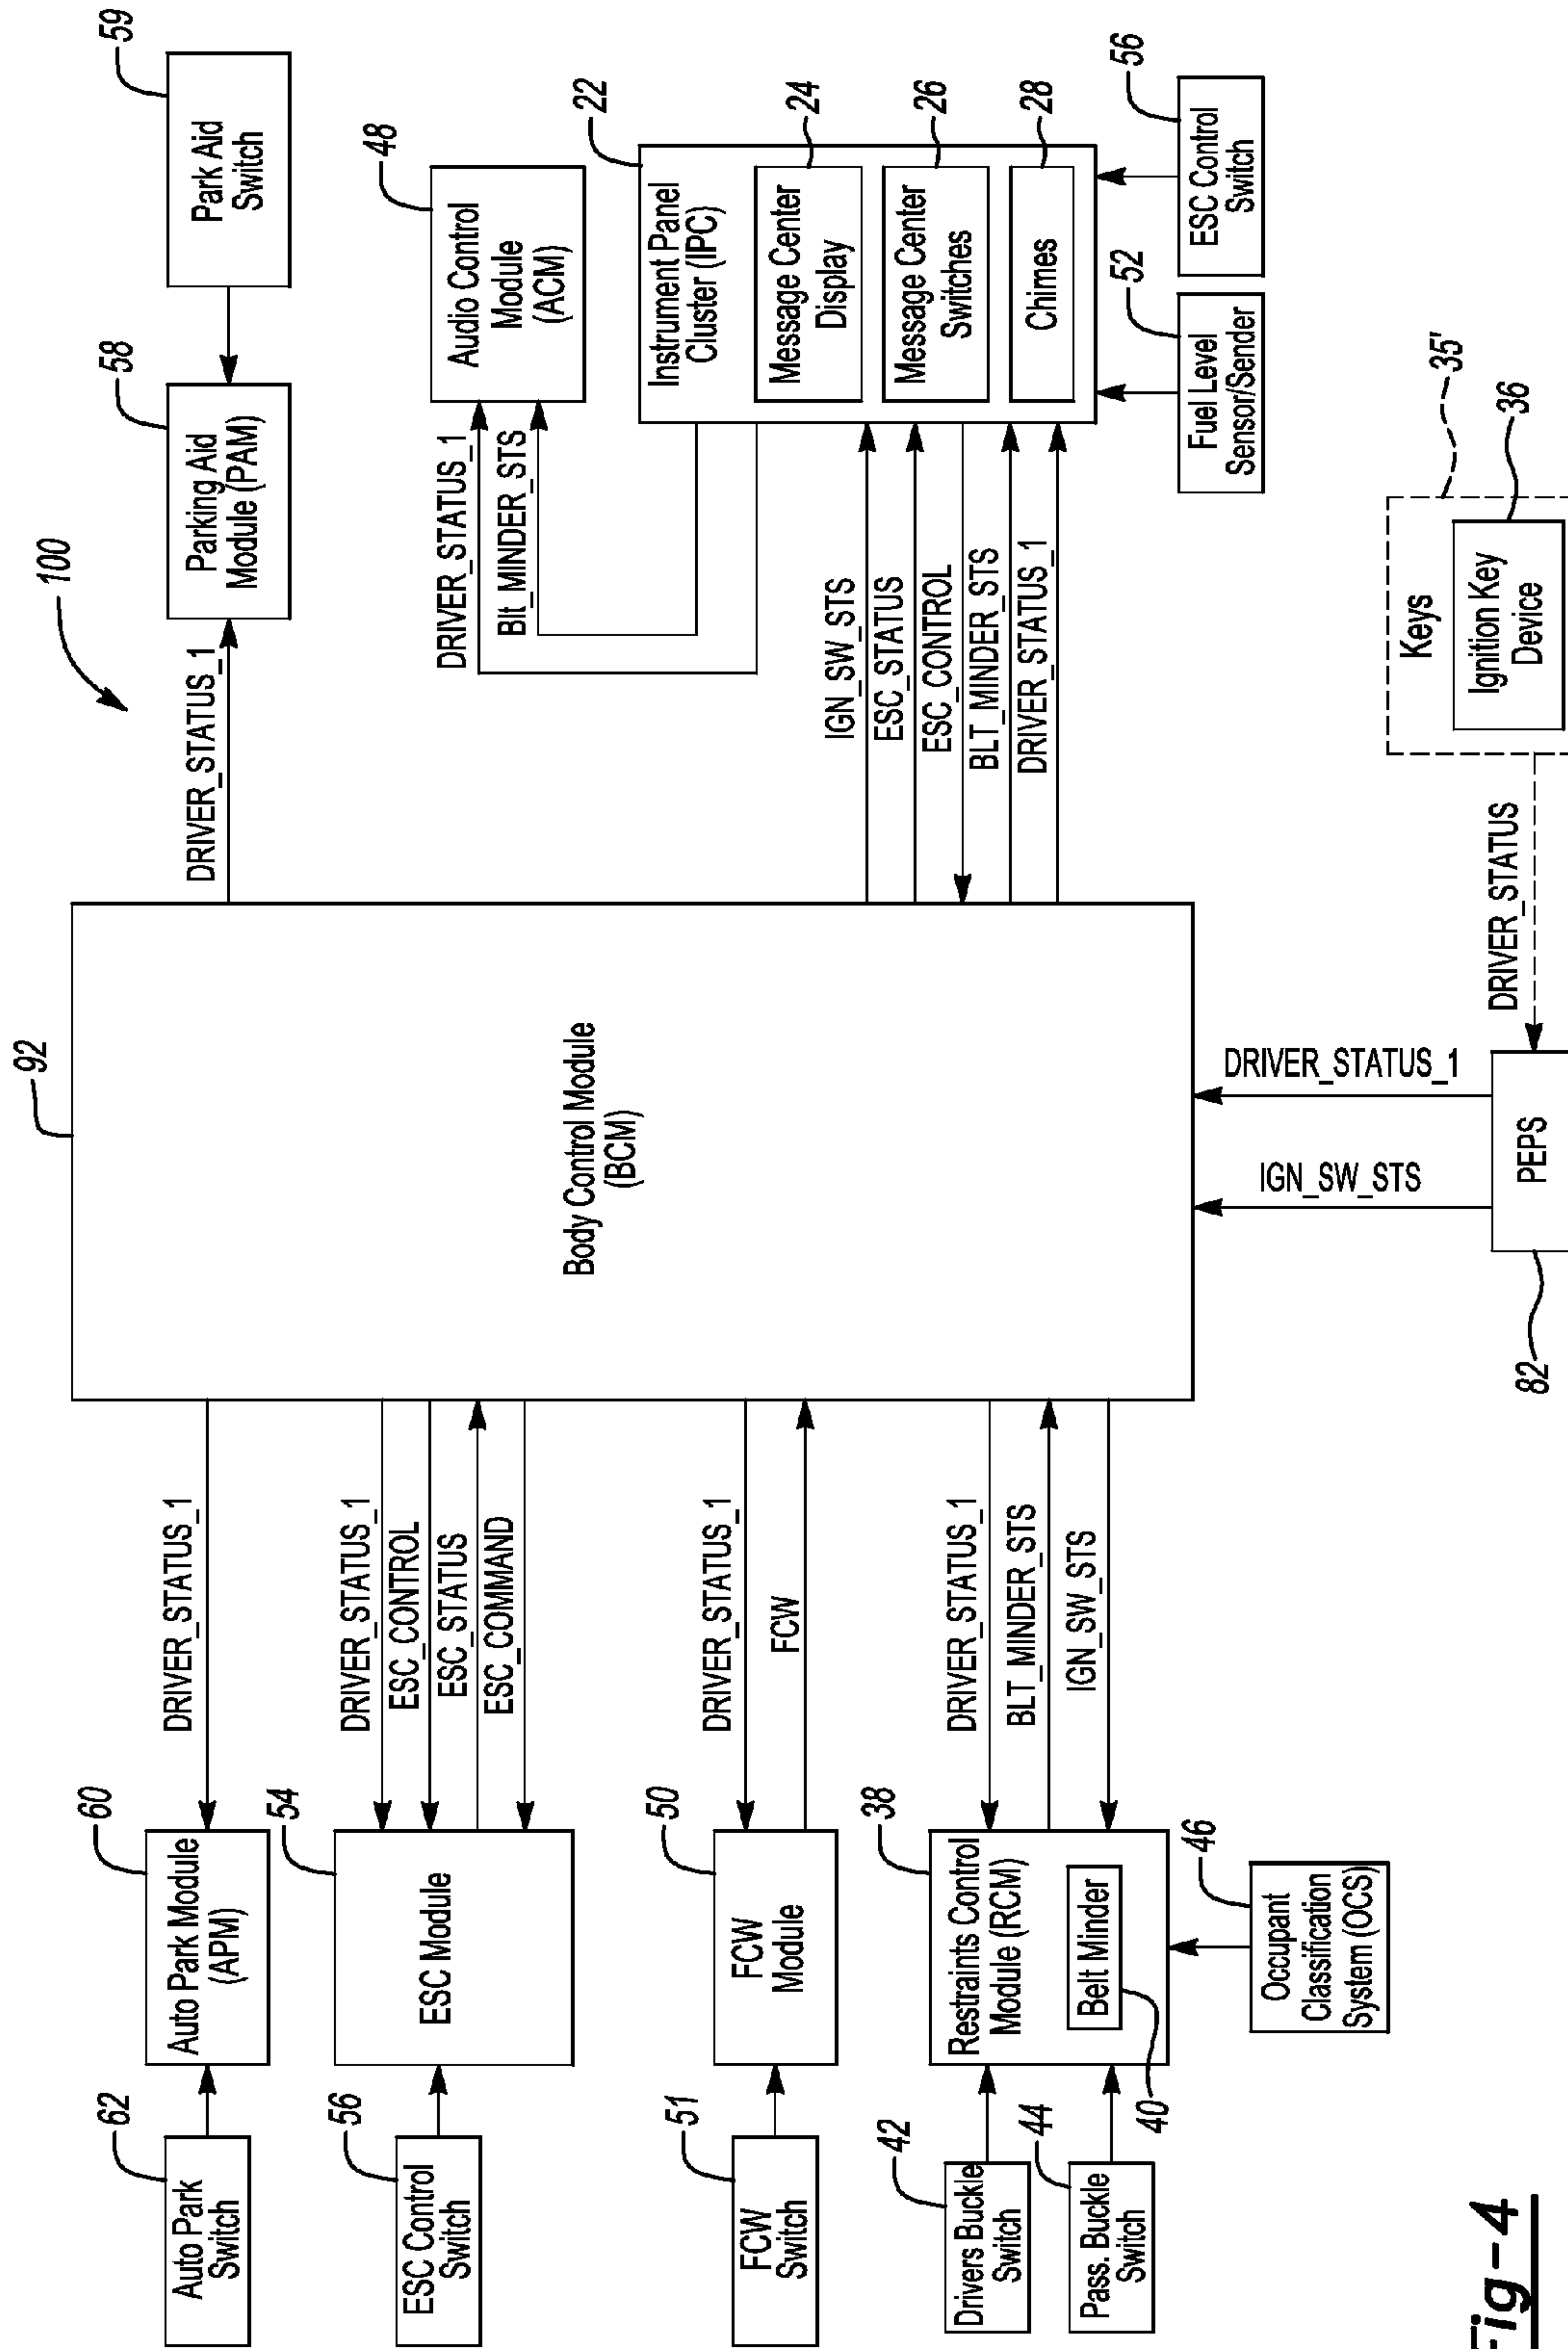 100
92
Body Control Module
(BCM)
62
Auto Park
Switch
60
Auto Park Module
(APM)
DRIVER_STATUS_1
56
ESC Control
Switch
54
ESC Module
DRIVER_STATUS_1
ESC_CONTROL
ESC_STATUS
ESC_COMMAND
51
FCW
Switch
50
FCW
Module
DRIVER_STATUS_1
FCW
42
Drivers Buckle
Switch
44
Pass. Buckle
Switch
38
Restraints Control
Module (RCM)
Belt Minder
40
DRIVER_STATUS_1
BLT_MINDER_STS
IGN_SW_STS
46
Occupant
Classification
System (OCS)
DRIVER_STATUS_1
58
Parking Aid
Module (PAM)
59
Park Aid
Switch
48
Audio Control
Module
(ACM)
DRIVER_STATUS_1
Blt_MINDER_STS
22
Instrument Panel
Cluster (IPC)
24
Message Center
Display
26
Message Center
Switches
28
Chimes
IGN_SW_STS
ESC_STATUS
ESC_CONTROL
BLT_MINDER_STS
DRIVER_STATUS_1
52
Fuel Level
Sensor/Sender
56
ESC Control
Switch
IGN_SW_STS
DRIVER_STATUS_1
82
PEPS
DRIVER_STATUS
35'
Keys
36
Ignition Key
Device
Fig-4